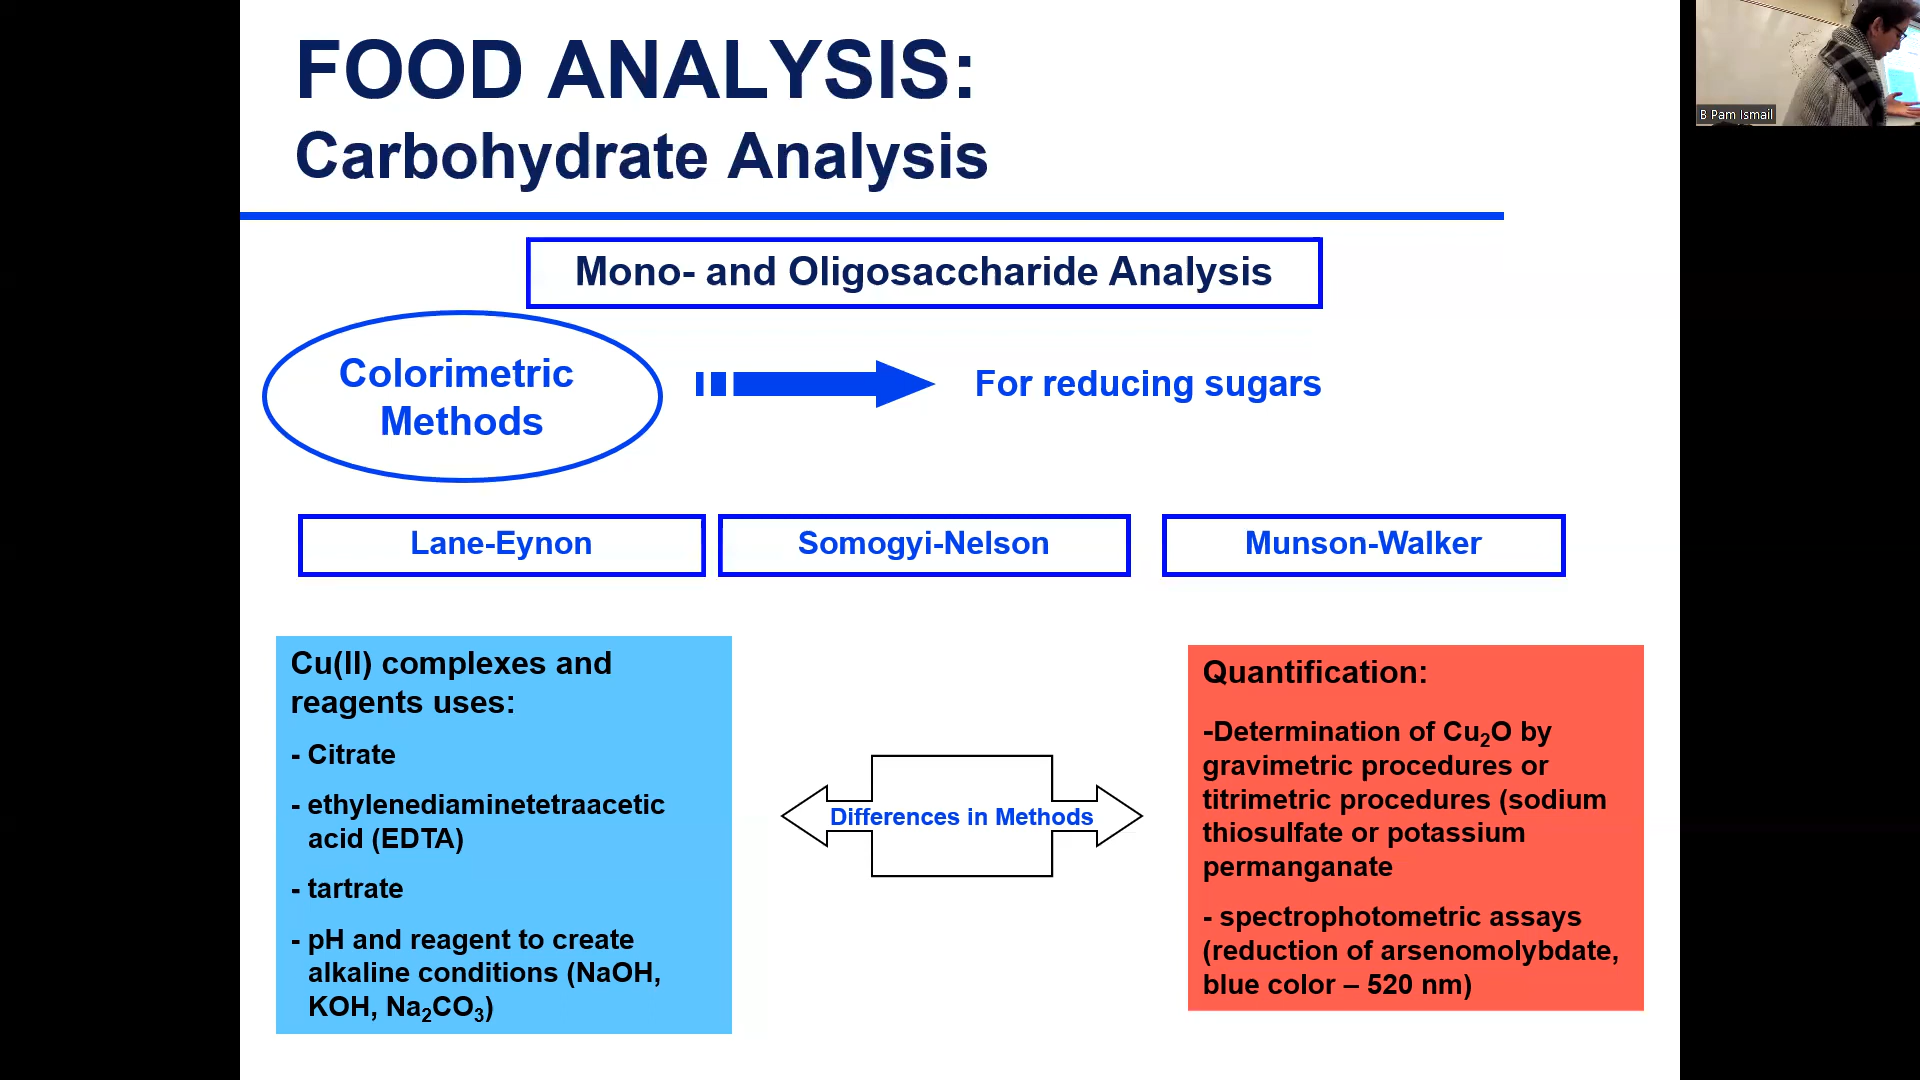 FOOD ANALYSIS:
Carbohydrate Analysis
B Pam Ismail
Mono- and Oligosaccharide Analysis
Colorimetric
Methods
For reducing sugars
Lane-Eynon
Somogyi-Nelson
Munson-Walker
Cu(II) complexes and
reagents uses:
- Citrate
- ethylenediaminetetraacetic
acid (EDTA)
- tartrate
- pH and reagent to create
alkaline conditions (NaOH,
KOH, Na₂CO₃)
Differences in Methods
Quantification:
-Determination of Cu₂O by
gravimetric procedures or
titrimetric procedures (sodium
thiosulfate or potassium
permanganate
- spectrophotometric assays
(reduction of arsenomolybdate,
blue color – 520 nm)